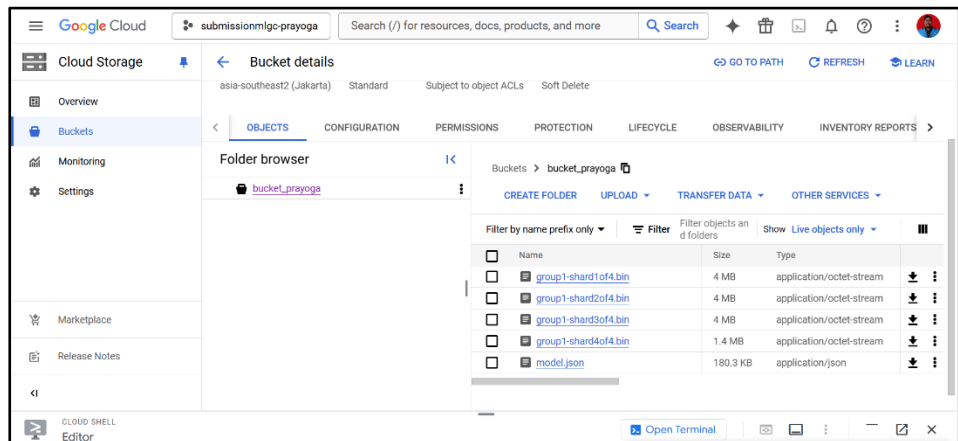 Google Cloud submissionmlgc-prayoga Search (/) for resources, docs, products, and more Search
Cloud Storage
Overview
Buckets
Monitoring
Settings
Marketplace
Release Notes
Bucket details GO TO PATH REFRESH LEARN
asia-southeast2 (Jakarta) Standard Subject to object ACLs Soft Delete
OBJECTS CONFIGURATION PERMISSIONS PROTECTION LIFECYCLE OBSERVABILITY INVENTORY REPORTS
Folder browser
bucket_prayoga
Buckets > bucket_prayoga
CREATE FOLDER UPLOAD TRANSFER DATA OTHER SERVICES
Filter by name prefix only Filter Filter objects an
d folders Show Live objects only
Name Size Type
group1-shard1of4.bin 4 MB application/octet-stream
group1-shard2of4.bin 4 MB application/octet-stream
group1-shard3of4.bin 4 MB application/octet-stream
group1-shard4of4.bin 1.4 MB application/octet-stream
model.json 180.3 KB application/json
CLOUD SHELL
Editor
Open Terminal